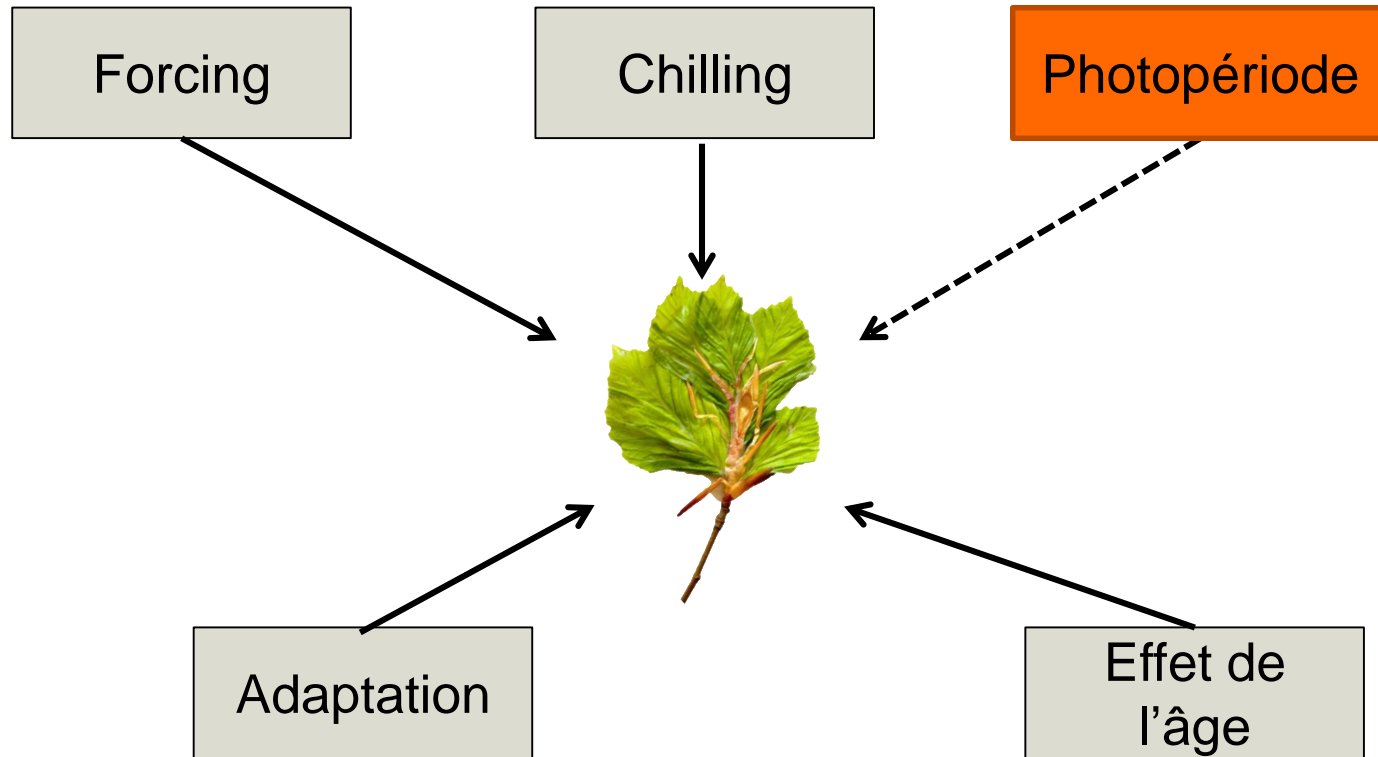 Forcing
Chilling
Photopériode
Adaptation
Effet de
l’âge